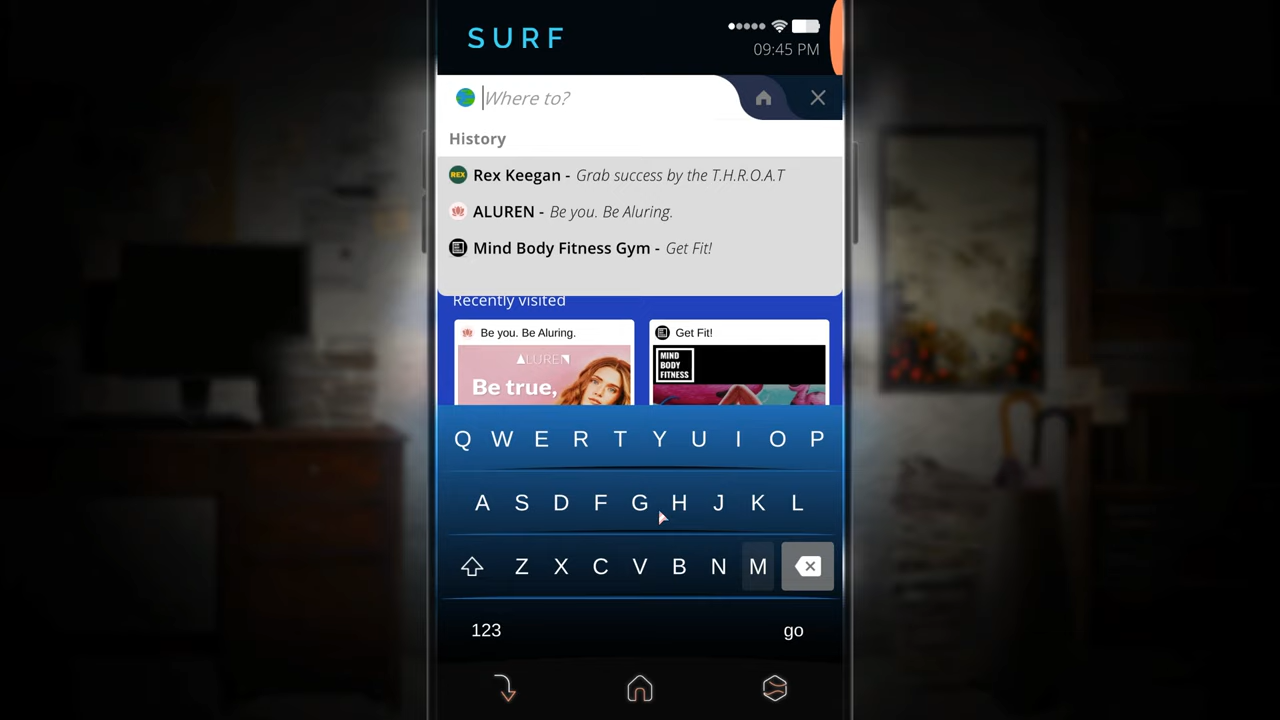 SURF
09:45 PM
Where to?
History
REX Rex Keegan - Grab success by the T.H.R.O.A.T
ALUREN - Be you. Be Aluring.
Mind Body Fitness Gym - Get Fit!
Recently visited
Be you. Be Aluring.
Get Fit!
ALUREN
Be true,
MIND
BODY
FITNESS
Q W E R T Y U I O P
A S D F G H J K L
Z X C V B N M
123 go